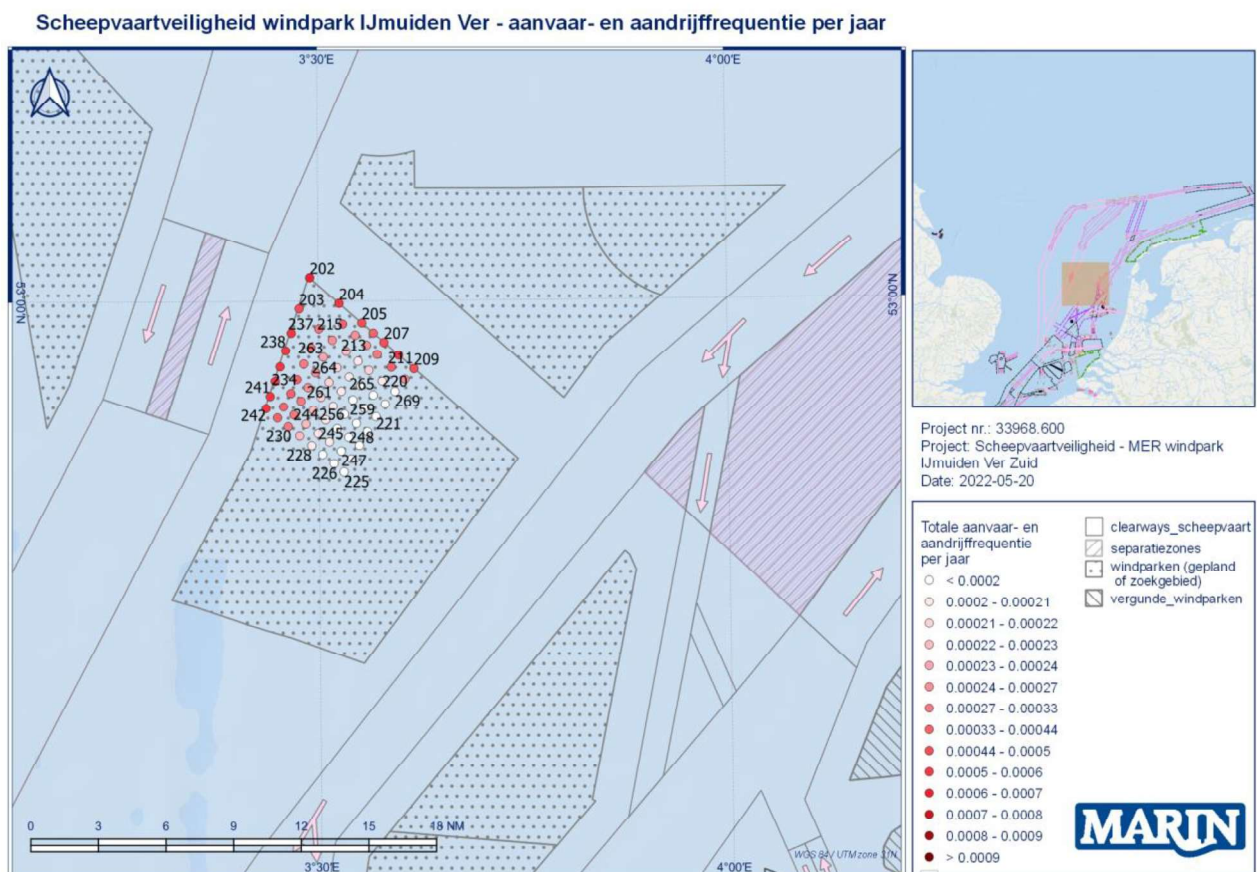 Scheepvaartveiligheid windpark IJmuiden Ver - aanvaar- en aandrijffrequentie per jaar
3°30'E
4°00'E
53°00'N
53°00'N
202
203
204
205
237
215
207
238
263
213
211
209
264
234
265
220
241
261
269
242
244
256
259
221
230
245
248
228
247
226
225
0
3
6
9
12
15
18 NM
3°30'E
4°00'E
WGS 84 / UTM zone 31N
Project nr.: 33968.600
Project: Scheepvaartveiligheid - MER windpark
IJmuiden Ver Zuid
Date: 2022-05-20
Totale aanvaar- en
aandrijffrequentie
per jaar
< 0.0002
0.0002 - 0.00021
0.00021 - 0.00022
0.00022 - 0.00023
0.00023 - 0.00024
0.00024 - 0.00027
0.00027 - 0.00033
0.00033 - 0.00044
0.00044 - 0.0005
0.0005 - 0.0006
0.0006 - 0.0007
0.0007 - 0.0008
0.0008 - 0.0009
> 0.0009
clearways_scheepvaart
separatiezones
windparken (gepland
of zoekgebied)
vergunde_windparken
MARIN